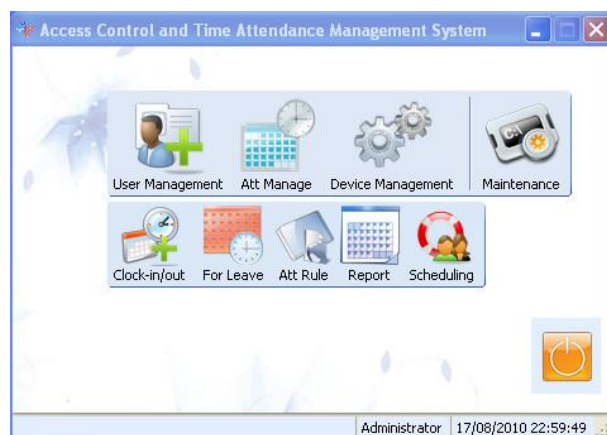 Access Control and Time Attendance Management System
User Management Att Manage Device Management Maintenance
Clock-in/out For Leave Att Rule Report Scheduling
Administrator 17/08/2010 22:59:49